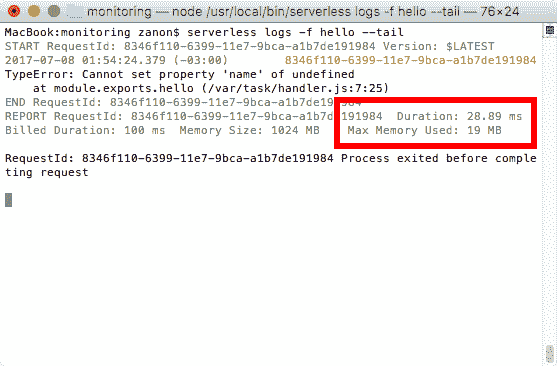 monitoring — node /usr/local/bin/serverless logs -f hello --tail — 76×24
MacBook:monitoring zanon$ serverless logs -f hello --tail
START RequestId: 8346f110-6399-11e7-9bca-a1b7de191984 Version: $LATEST
2017-07-08 01:54:24.379 (-03:00)        8346f110-6399-11e7-9bca-a1b7de191984
TypeError: Cannot set property 'name' of undefined
    at module.exports.hello (/var/task/handler.js:7:25)
END RequestId: 8346f110-6399-11e7-9bca-a1b7de191984
REPORT RequestId: 8346f110-6399-11e7-9bca-a1b7de191984  Duration: 28.89 ms
Billed Duration: 100 ms  Memory Size: 1024 MB    Max Memory Used: 19 MB
RequestId: 8346f110-6399-11e7-9bca-a1b7de191984 Process exited before comple
ting request